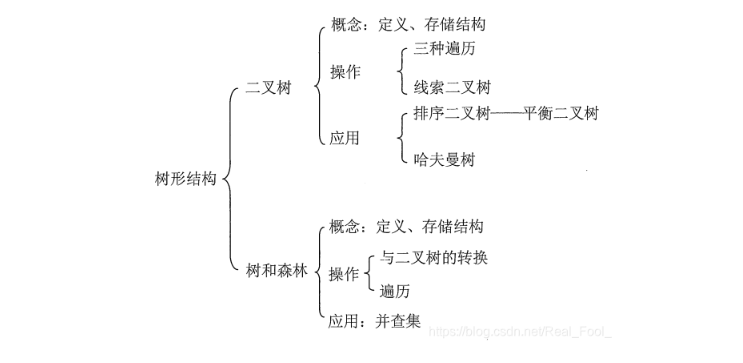 概念：定义、存储结构
三种遍历
操作
线索二叉树
二叉树
排序二叉树——平衡二叉树
应用
哈夫曼树
树形结构
概念：定义、存储结构
与二叉树的转换
树和森林
操作
遍历
应用：并查集
https://blog.csdn.net/Real_Fool_